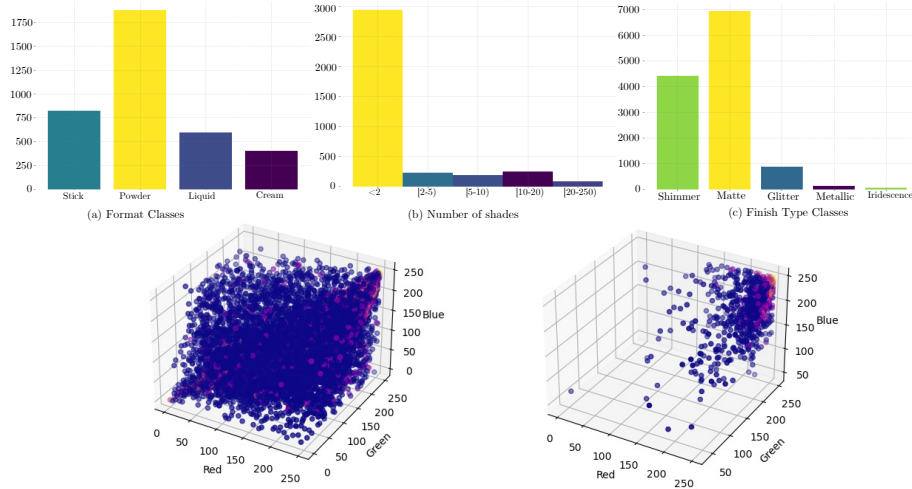 1750
1500
1250
1000
750
500
250
0
Stick Powder Liquid Cream
(a) Format Classes
3000
2500
2000
1500
1000
500
0
<2 [2-5) [5-10) [10-20) [20-250)
(b) Number of shades
7000
6000
5000
4000
3000
2000
1000
0
Shimmer Matte Glitter Metallic Iridescence
(c) Finish Type Classes
250
200
150
100
50
0
Blue
0 50 100 150 200 250
Red
0 50 100 150 200 250
Green
250
200
150
100
50
Blue
0 50 100 150 200 250
Red
50 100 150 200 250
Green